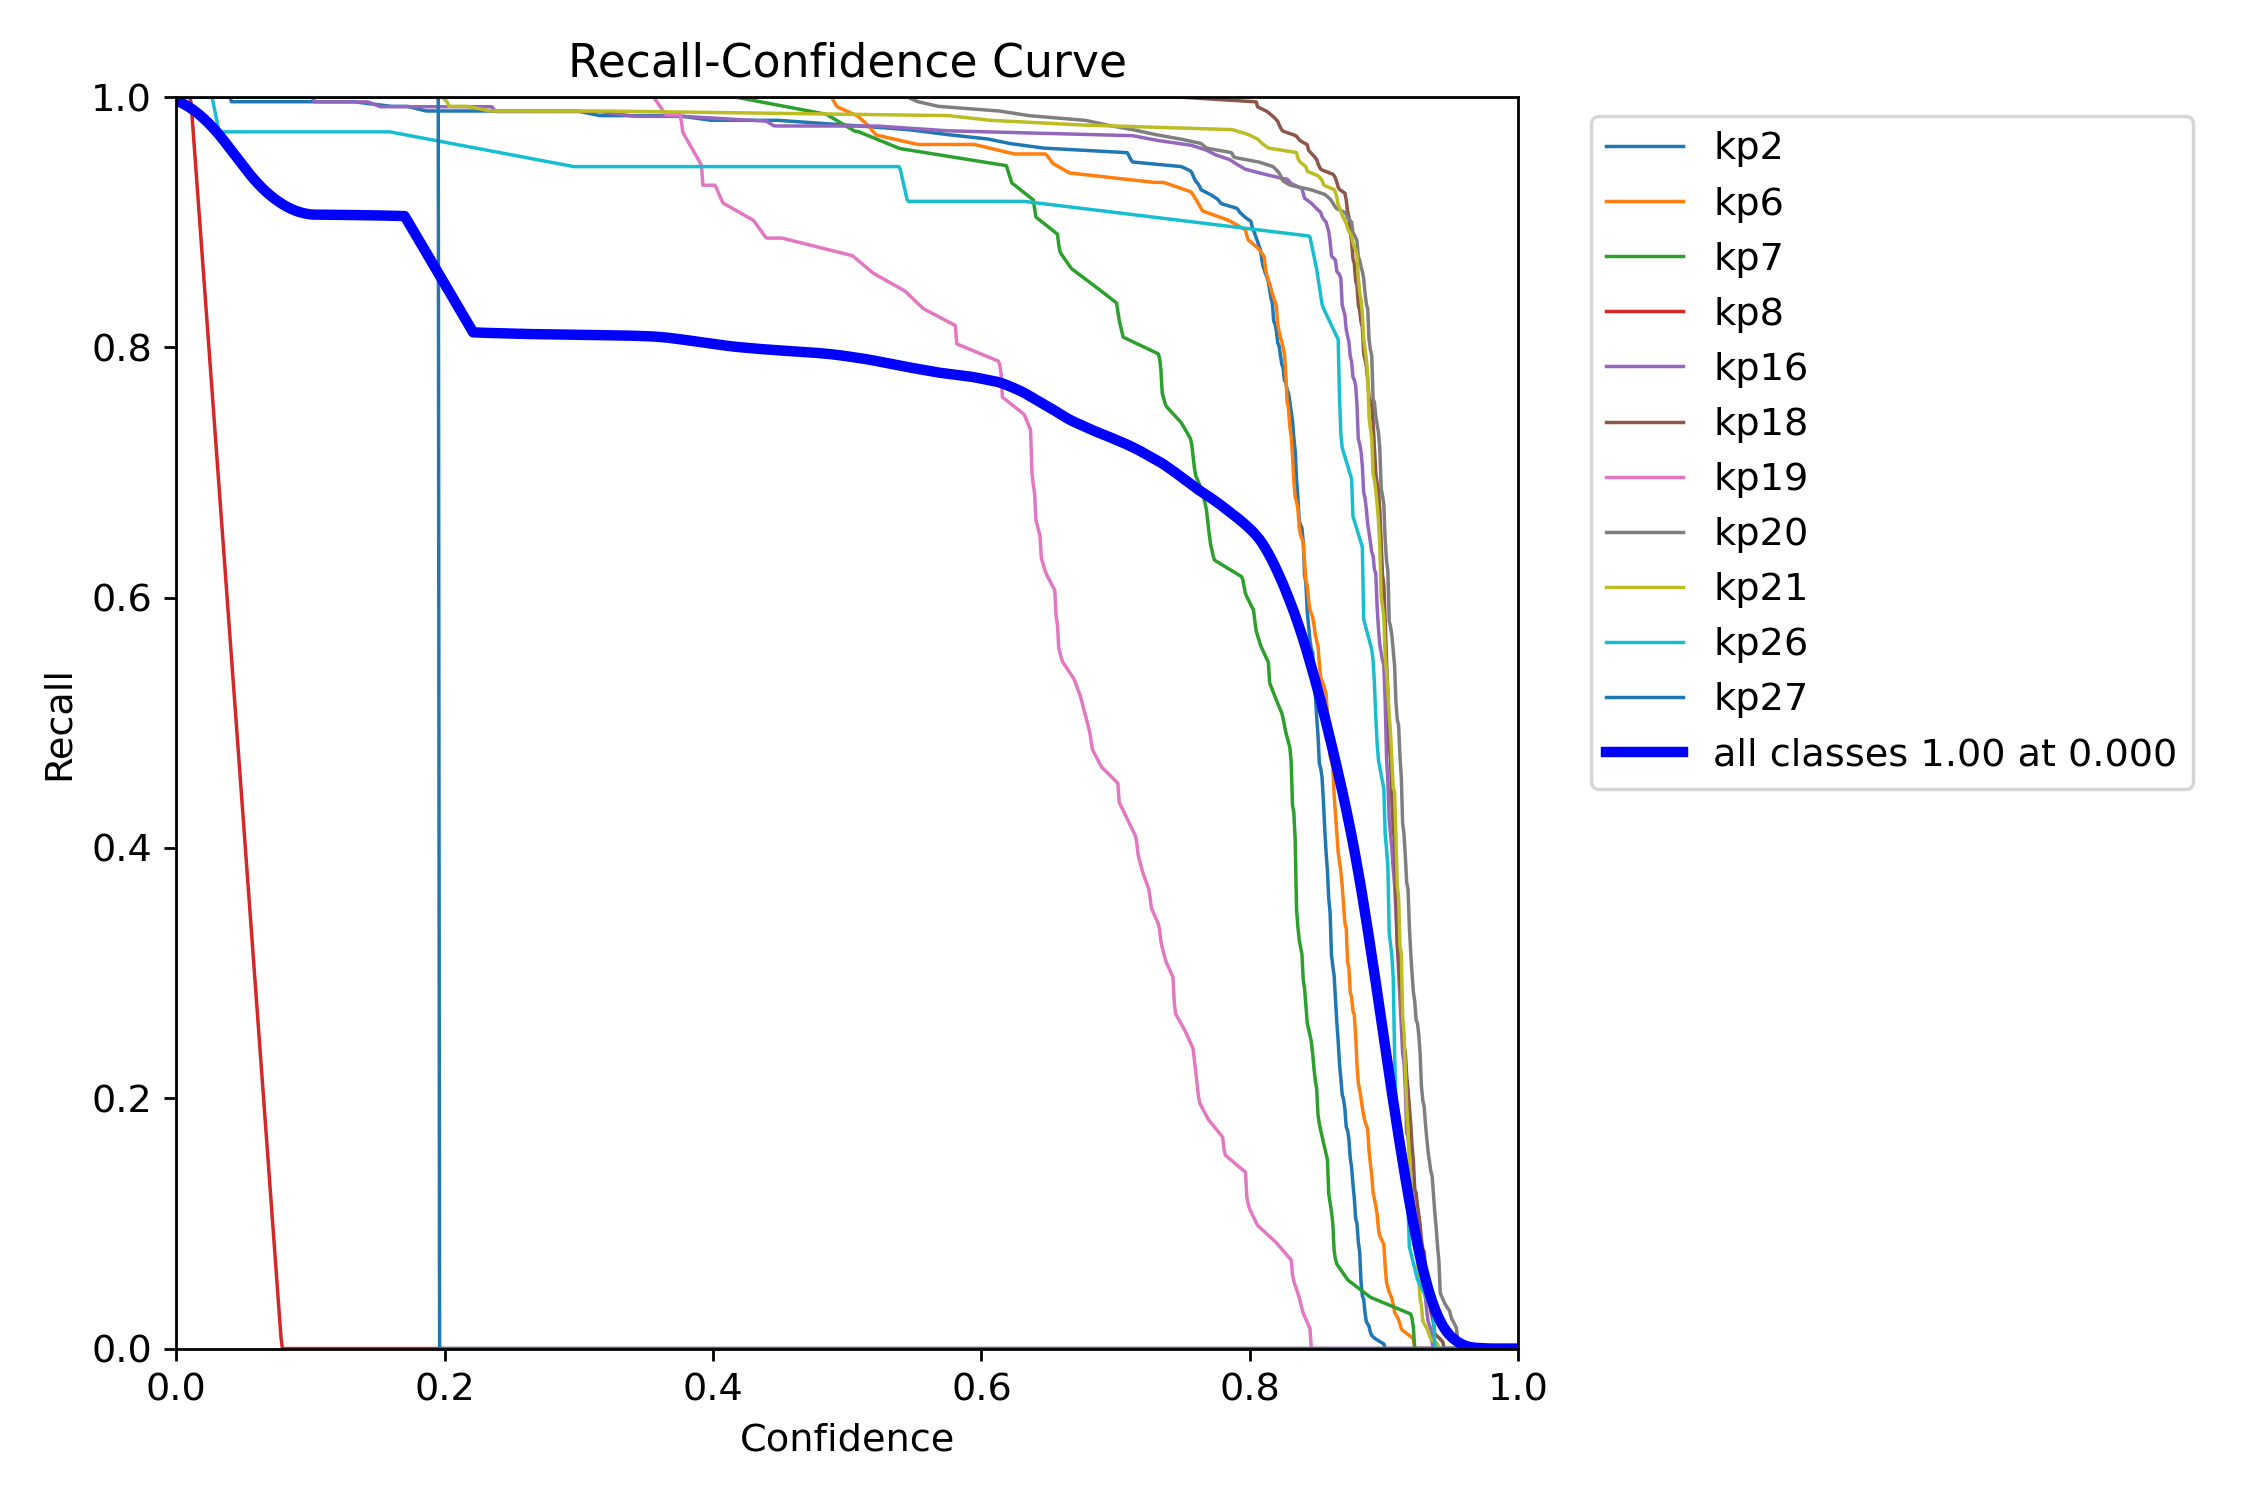 Recall-Confidence Curve
1.0
0.8
0.6
0.4
0.2
0.0
Recall
0.0 0.2 0.4 0.6 0.8 1.0
Confidence
kp2
kp6
kp7
kp8
kp16
kp18
kp19
kp20
kp21
kp26
kp27
all classes 1.00 at 0.000